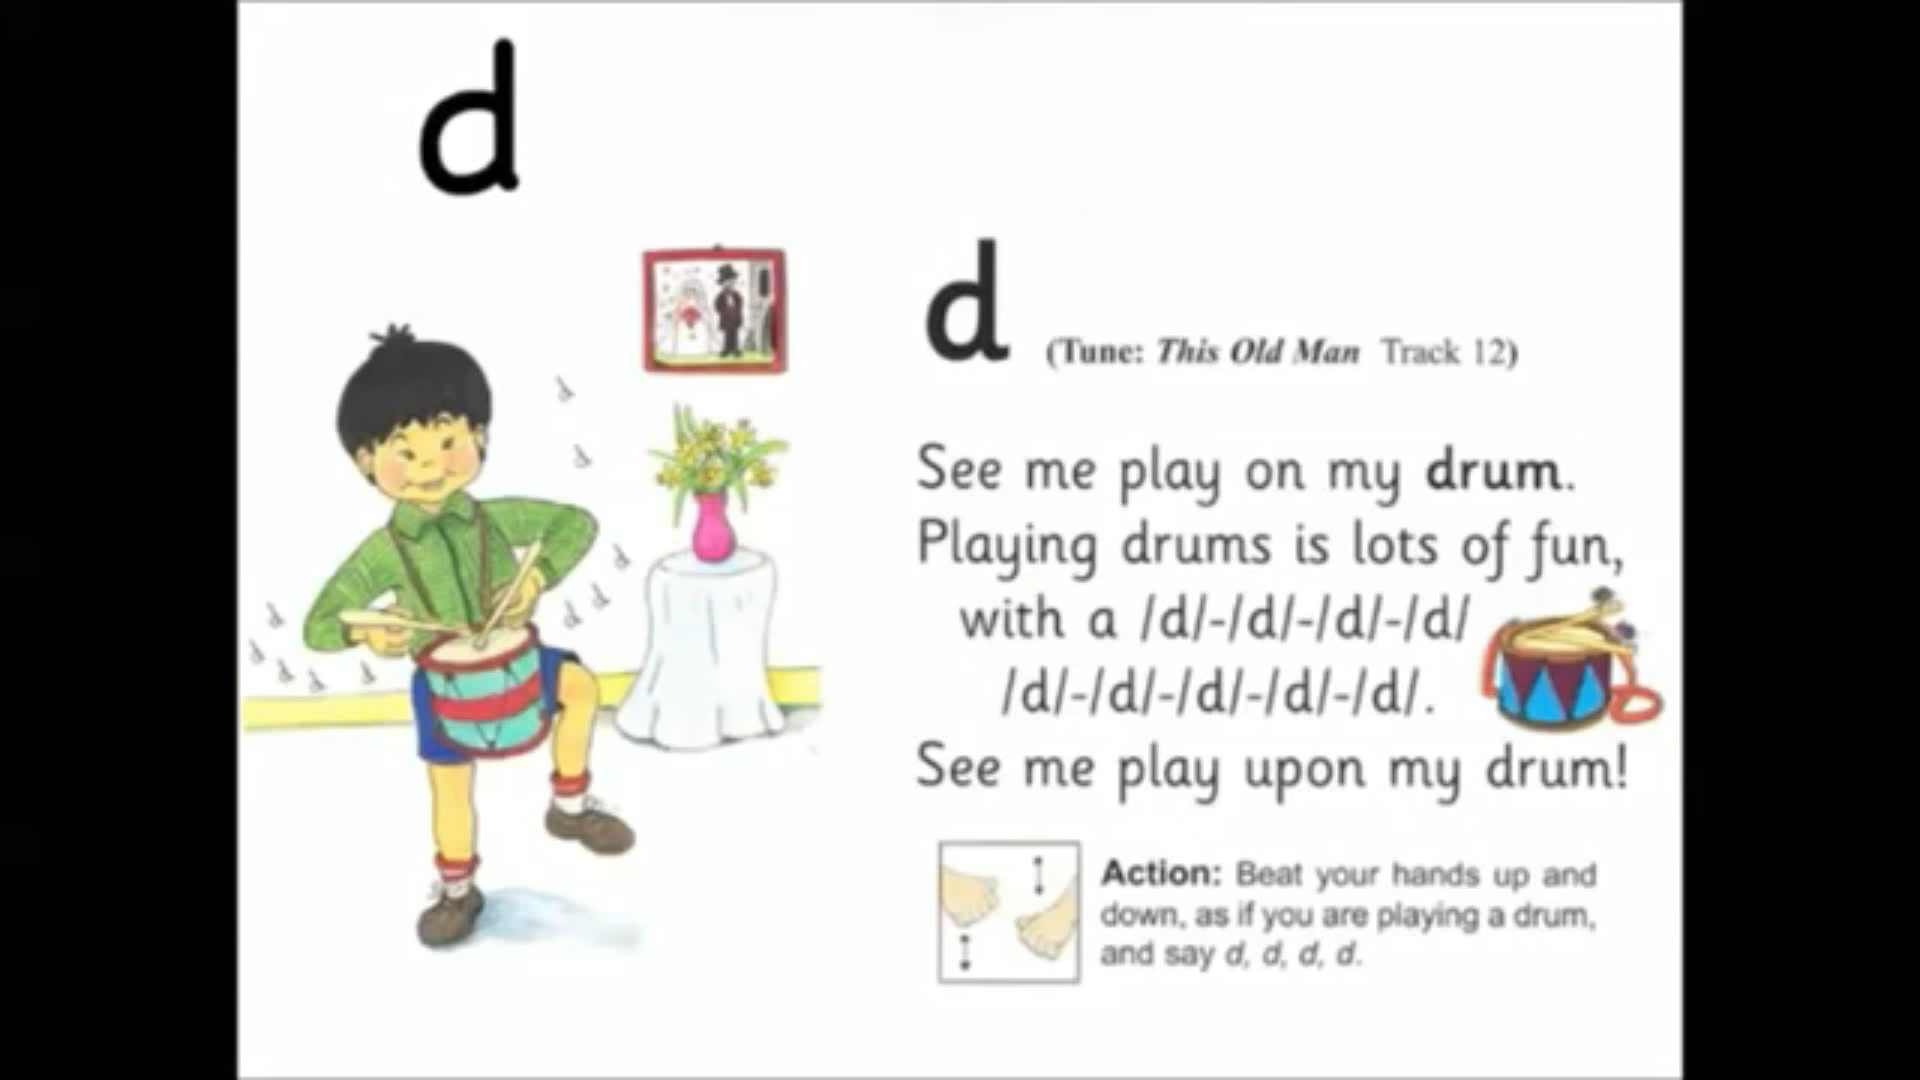 d
d (Tune: This Old Man Track 12)
See me play on my drum.
Playing drums is lots of fun,
with a /d/-/d/-/d/-/d/
/d/-/d/-/d/-/d/-/d/.
See me play upon my drum!
Action: Beat your hands up and
down, as if you are playing a drum,
and say d, d, d, d.
d
d
d
d
d
d
d
d
d
d